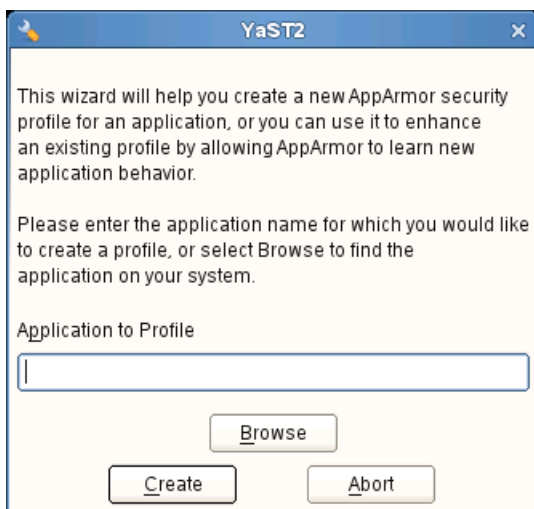 YaST2
This wizard will help you create a new AppArmor security
profile for an application, or you can use it to enhance
an existing profile by allowing AppArmor to learn new
application behavior.
Please enter the application name for which you would like
to create a profile, or select Browse to find the
application on your system.
Application to Profile
Browse
Create
Abort